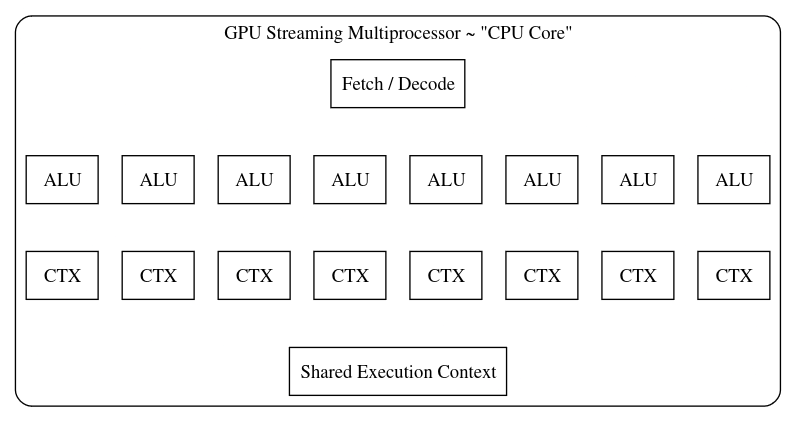 GPU Streaming Multiprocessor ~ "CPU Core"
Fetch / Decode
ALU ALU ALU ALU ALU ALU ALU ALU
CTX CTX CTX CTX CTX CTX CTX CTX
Shared Execution Context